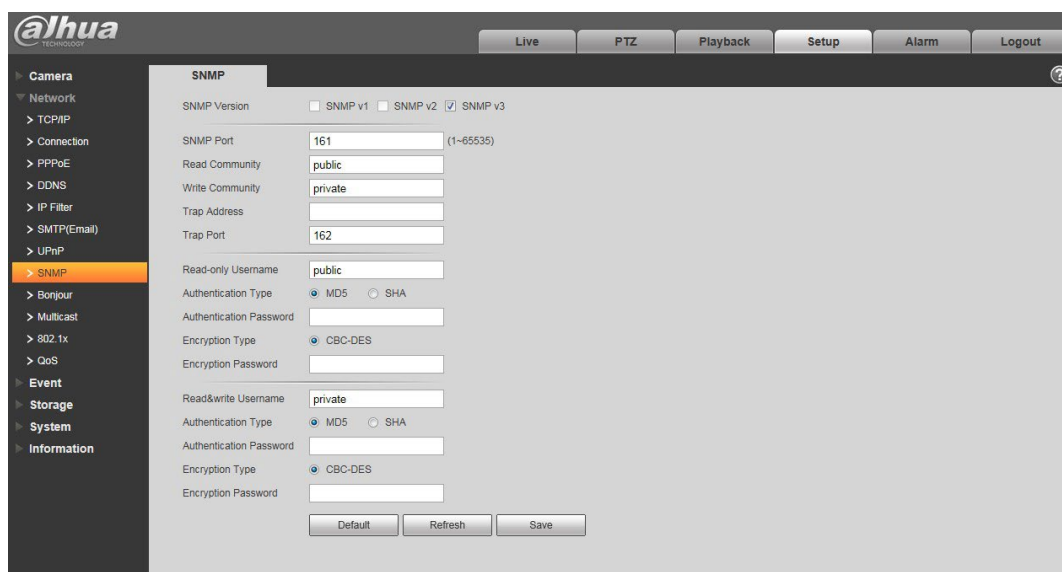 alhua
TECHNOLOGY
Live PTZ Playback Setup Alarm Logout
Camera
Network
> TCP/IP
> Connection
> PPPoE
> DDNS
> IP Filter
> SMTP(Email)
> UPnP
> SNMP
> Bonjour
> Multicast
> 802.1x
> QoS
Event
Storage
System
Information
SNMP
?
SNMP Version SNMP v1 SNMP v2 SNMP v3
SNMP Port 161 (1~65535)
Read Community public
Write Community private
Trap Address
Trap Port 162
Read-only Username public
Authentication Type MD5 SHA
Authentication Password
Encryption Type CBC-DES
Encryption Password
Read&write Username private
Authentication Type MD5 SHA
Authentication Password
Encryption Type CBC-DES
Encryption Password
Default Refresh Save